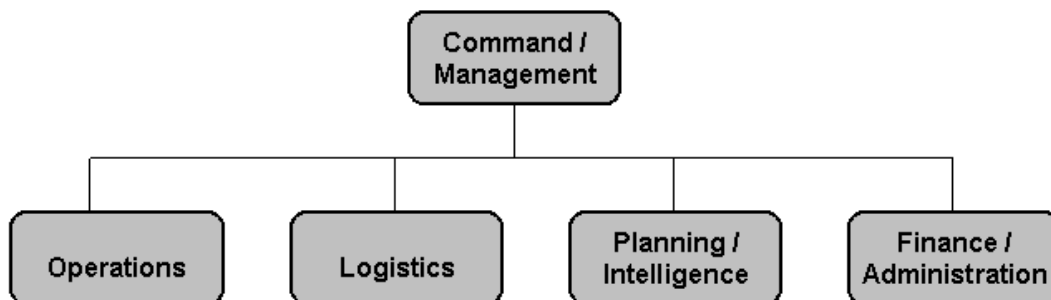 Command /
Management
Operations
Logistics
Planning /
Intelligence
Finance /
Administration